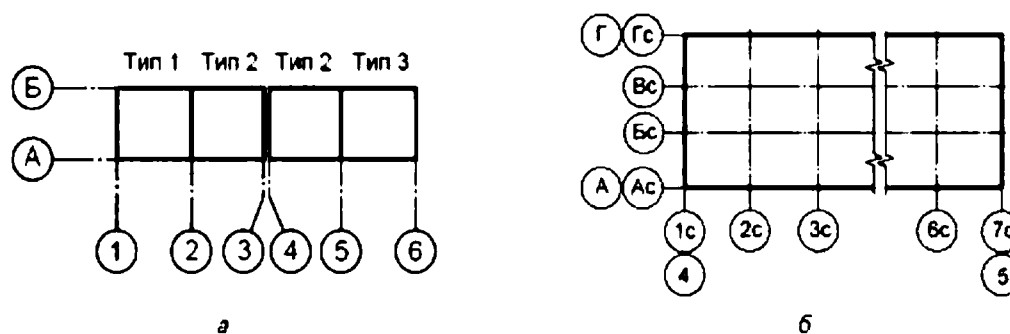 Тип 1 Тип 2 Тип 2 Тип 3
Б
А
1 2 3 4 5 6
а
Г Гс
Вс
Бс
А Ас
1с 2с 3с 6с 7с
4 5
б